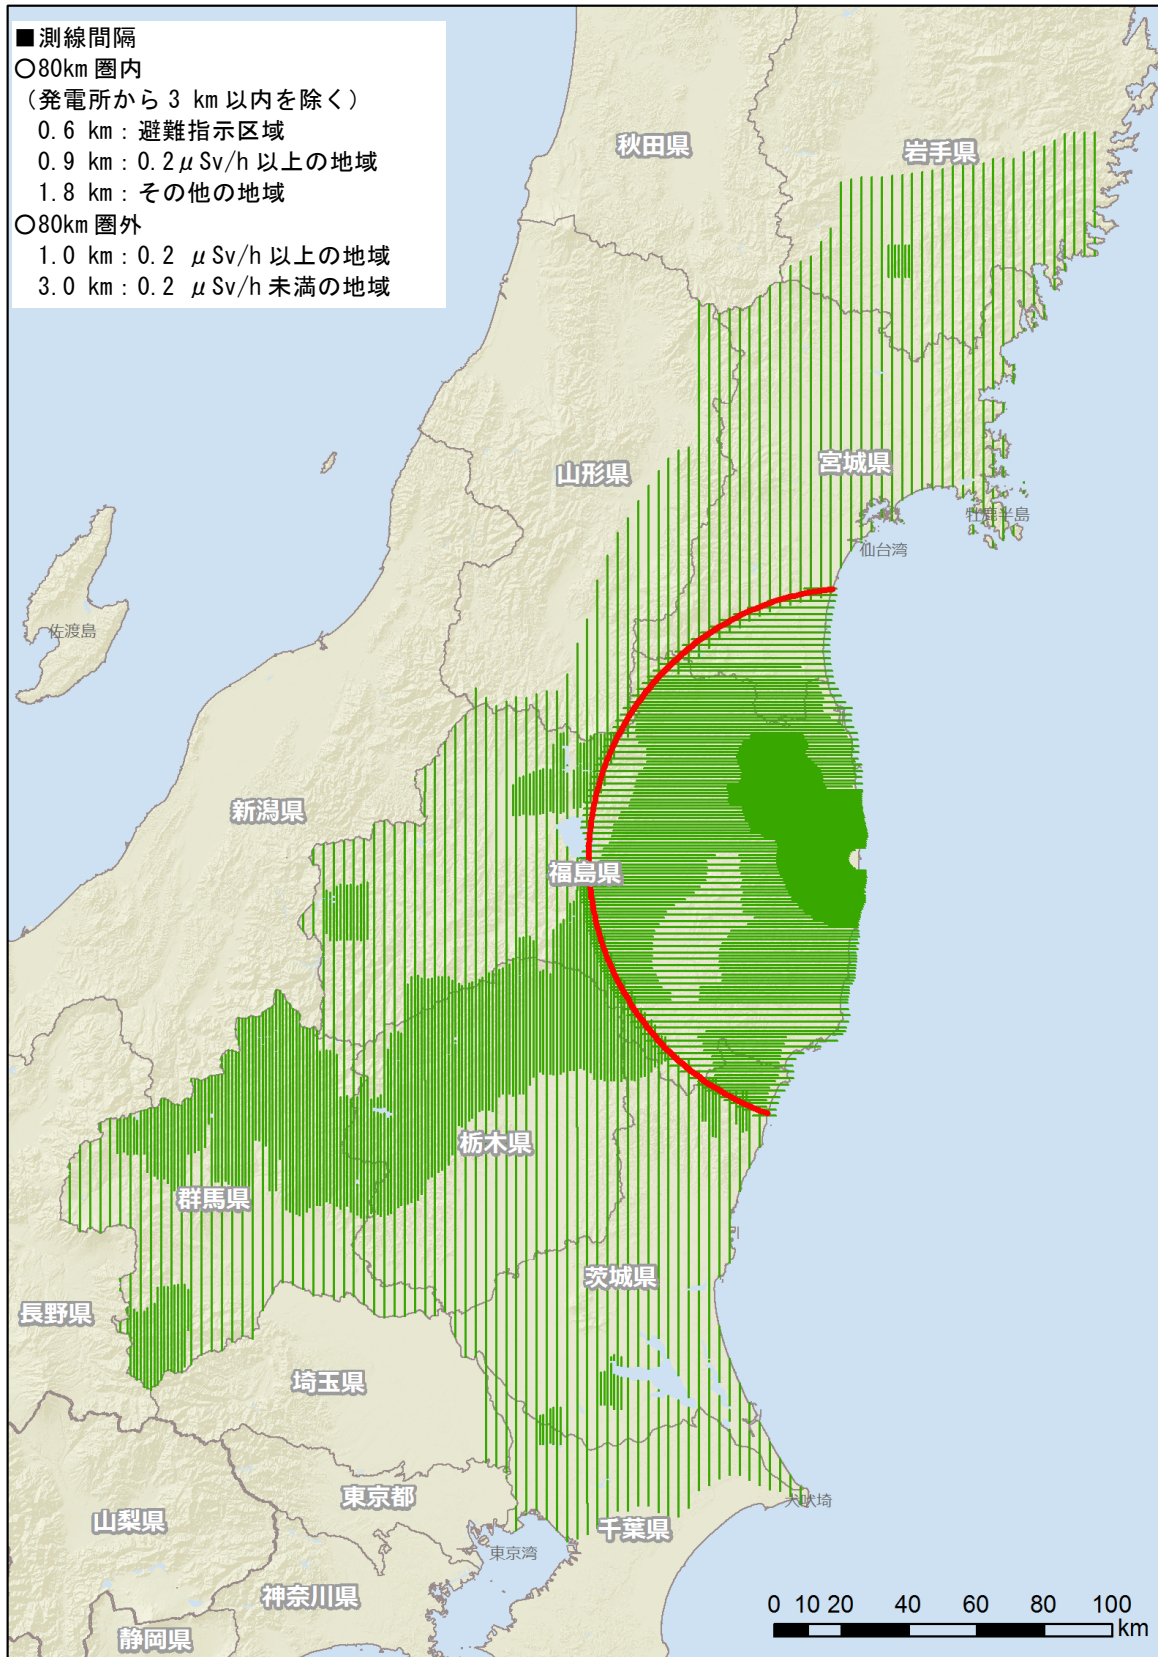 ■測線間隔
〇80km圏内
（発電所から 3 km 以内を除く）
0.6 km：避難指示区域
0.9 km：0.2μSv/h 以上の地域
1.8 km：その他の地域
〇80km圏外
1.0 km：0.2 μSv/h 以上の地域
3.0 km：0.2 μSv/h 未満の地域
秋田県
岩手県
山形県
宮城県
牡鹿半島
仙台湾
佐渡島
新潟県
福島県
栃木県
群馬県
茨城県
長野県
埼玉県
東京都
犬吠埼
山梨県
千葉県
東京湾
神奈川県
静岡県
0 10 20 40 60 80 100
km